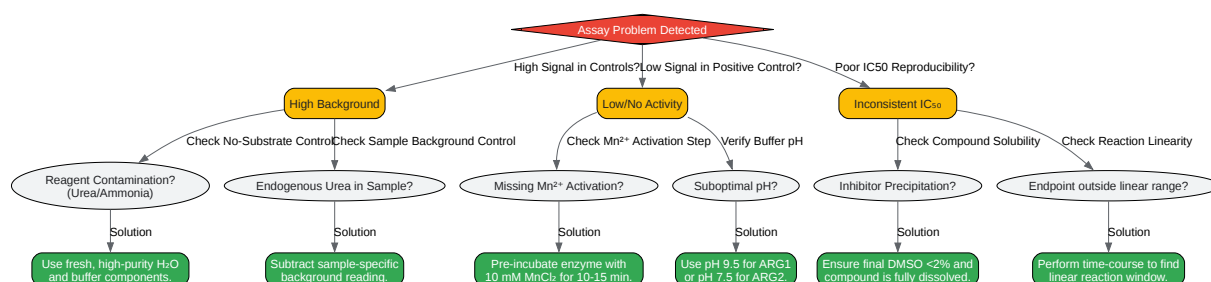 Assay Problem Detected
High Signal in Controls?
Low Signal in Positive Control?
Poor IC50 Reproducibility?
High Background
Low/No Activity
Inconsistent IC₅₀
Check No-Substrate Control
Check Sample Background Control
Check Mn²⁺ Activation Step
Verify Buffer pH
Check Compound Solubility
Check Reaction Linearity
Reagent Contamination?
(Urea/Ammonia)
Endogenous Urea in Sample?
Missing Mn²⁺ Activation?
Suboptimal pH?
Inhibitor Precipitation?
Endpoint outside linear range?
Solution
Solution
Solution
Solution
Solution
Solution
Use fresh, high-purity H₂O
and buffer components.
Subtract sample-specific
background reading.
Pre-incubate enzyme with
10 mM MnCl₂ for 10-15 min.
Use pH 9.5 for ARG1
or pH 7.5 for ARG2.
Ensure final DMSO <2% and
compound is fully dissolved.
Perform time-course to find
linear reaction window.